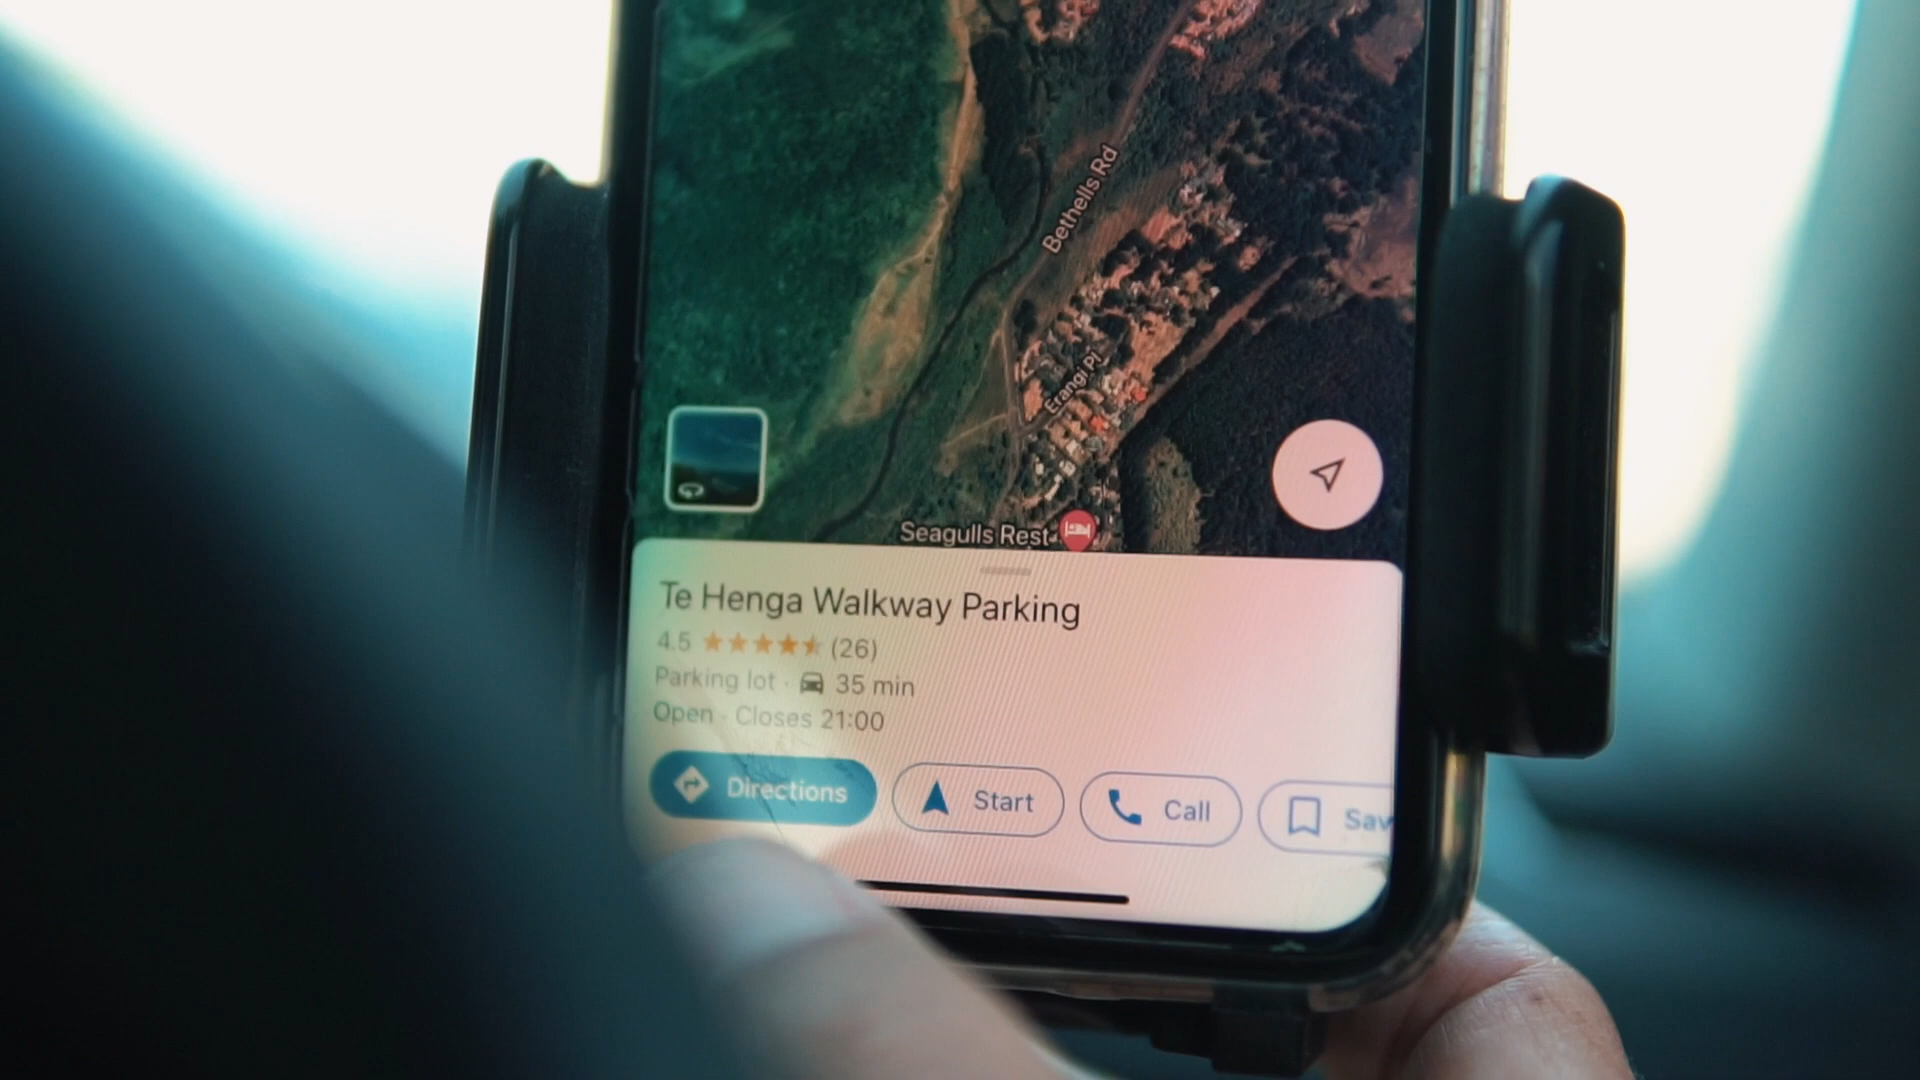 Bethells Rd
Erangi Pl
Seagulls Rest
Te Henga Walkway Parking
4.5 (26)
Parking lot · 35 min
Open · Closes 21:00
Directions Start Call Sav